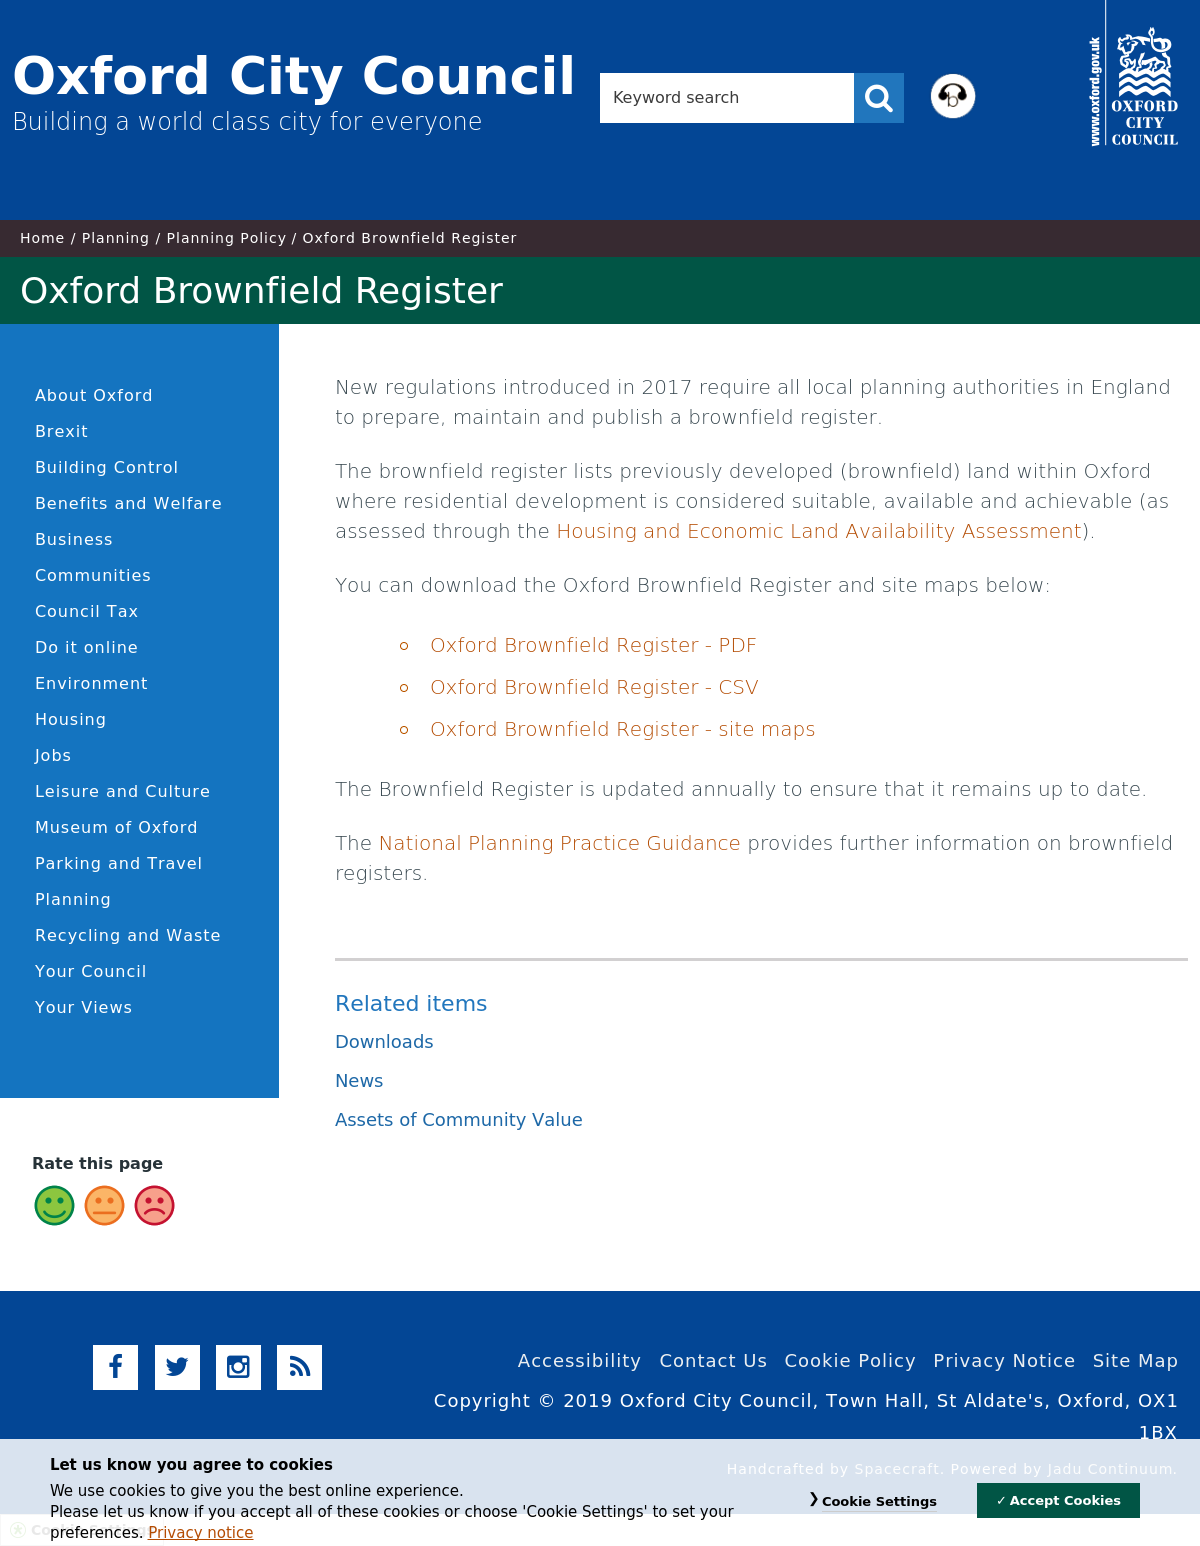 Oxford City Council
Building a world class city for everyone
Keyword search
www.oxford.gov.uk
OXFORD
CITY
COUNCIL
Home / Planning / Planning Policy / Oxford Brownfield Register
Oxford Brownfield Register
About Oxford
Brexit
Building Control
Benefits and Welfare
Business
Communities
Council Tax
Do it online
Environment
Housing
Jobs
Leisure and Culture
Museum of Oxford
Parking and Travel
Planning
Recycling and Waste
Your Council
Your Views
New regulations introduced in 2017 require all local planning authorities in England
to prepare, maintain and publish a brownfield register.
The brownfield register lists previously developed (brownfield) land within Oxford
where residential development is considered suitable, available and achievable (as
assessed through the Housing and Economic Land Availability Assessment).
You can download the Oxford Brownfield Register and site maps below:
Oxford Brownfield Register - PDF
Oxford Brownfield Register - CSV
Oxford Brownfield Register - site maps
The Brownfield Register is updated annually to ensure that it remains up to date.
The National Planning Practice Guidance provides further information on brownfield
registers.
Related items
Downloads
News
Assets of Community Value
Rate this page
Accessibility Contact Us Cookie Policy Privacy Notice Site Map
Copyright © 2019 Oxford City Council, Town Hall, St Aldate's, Oxford, OX1
1BX
Handcrafted by Spacecraft. Powered by Jadu Continuum.
Let us know you agree to cookies
We use cookies to give you the best online experience.
Please let us know if you accept all of these cookies or choose 'Cookie Settings' to set your
preferences. Privacy notice
❯ Cookie Settings
✓ Accept Cookies